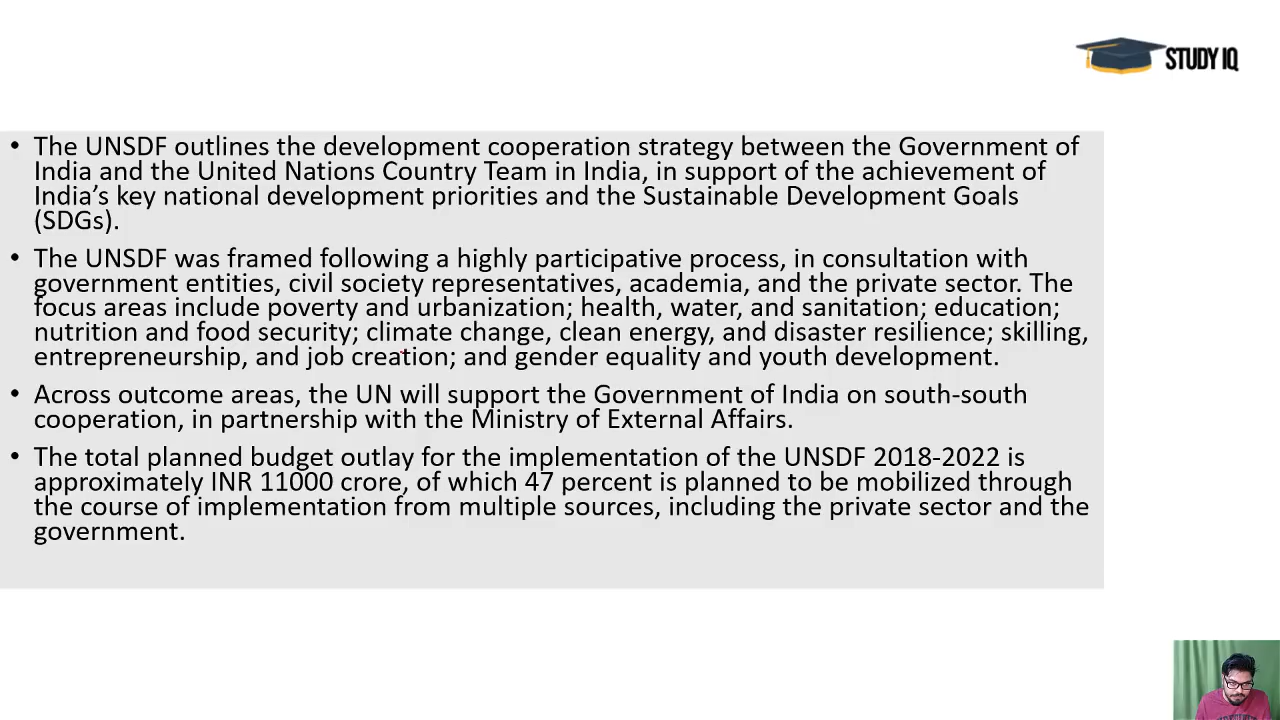 STUDY IQ
• The UNSDF outlines the development cooperation strategy between the Government of
India and the United Nations Country Team in India, in support of the achievement of
India’s key national development priorities and the Sustainable Development Goals
(SDGs).
• The UNSDF was framed following a highly participative process, in consultation with
government entities, civil society representatives, academia, and the private sector. The
focus areas include poverty and urbanization; health, water, and sanitation; education;
nutrition and food security; climate change, clean energy, and disaster resilience; skilling,
entrepreneurship, and job creation; and gender equality and youth development.
• Across outcome areas, the UN will support the Government of India on south-south
cooperation, in partnership with the Ministry of External Affairs.
• The total planned budget outlay for the implementation of the UNSDF 2018-2022 is
approximately INR 11000 crore, of which 47 percent is planned to be mobilized through
the course of implementation from multiple sources, including the private sector and the
government.